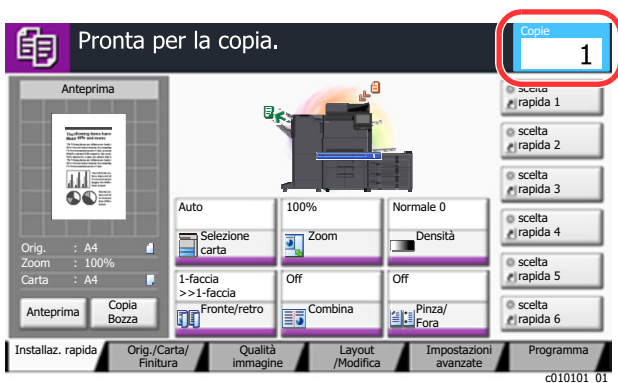 Pronta per la copia.
Copie
1
Anteprima
Orig. : A4
Zoom : 100%
Carta : A4
Anteprima
Copia
Bozza
1
Auto
Selezione
carta
100%
Zoom
Normale 0
Densità
1-faccia
>>1-faccia
Fronte/retro
Off
Combina
Off
Pinza/
Fora
scelta
rapida 1
scelta
rapida 2
scelta
rapida 3
scelta
rapida 4
scelta
rapida 5
scelta
rapida 6
Installaz. rapida
Orig./Carta/
Finitura
Qualità
immagine
Layout
/Modifica
Impostazioni
avanzate
Programma
c010101_01